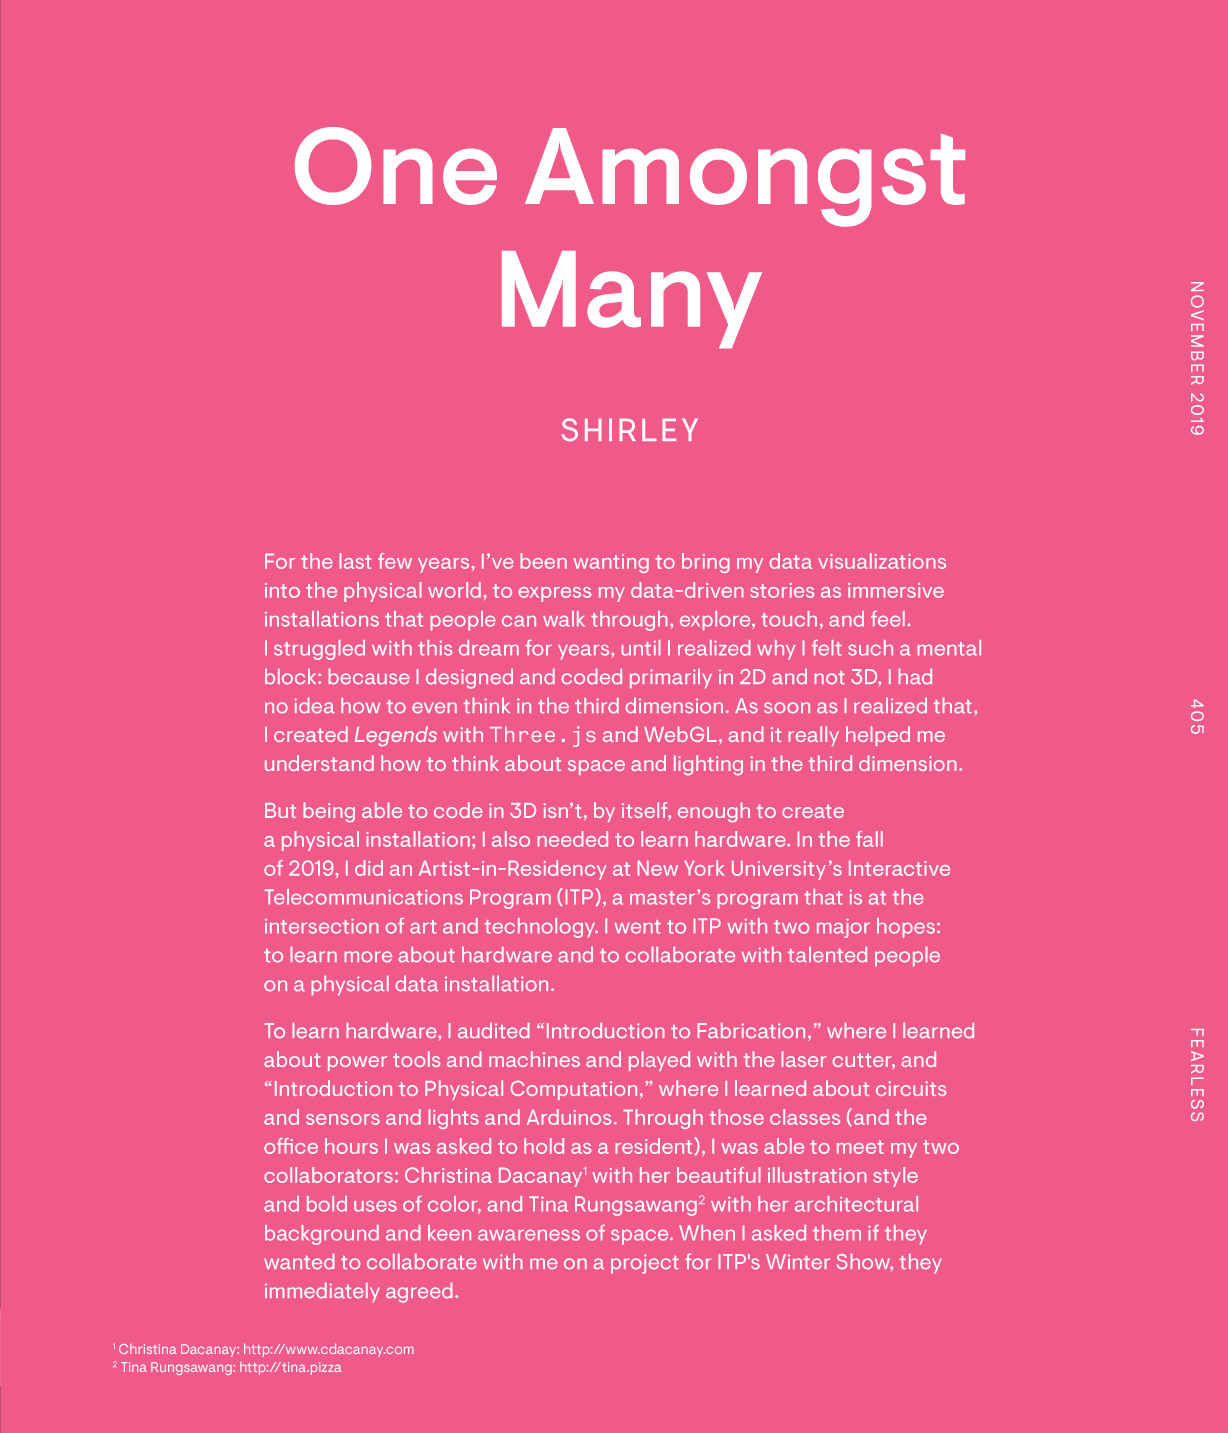 One Amongst
Many
SHIRLEY
For the last few years, I’ve been wanting to bring my data visualizations
into the physical world, to express my data-driven stories as immersive
installations that people can walk through, explore, touch, and feel.
I struggled with this dream for years, until I realized why I felt such a mental
block: because I designed and coded primarily in 2D and not 3D, I had
no idea how to even think in the third dimension. As soon as I realized that,
I created Legends with Three.js and WebGL, and it really helped me
understand how to think about space and lighting in the third dimension.
But being able to code in 3D isn’t, by itself, enough to create
a physical installation; I also needed to learn hardware. In the fall
of 2019, I did an Artist-in-Residency at New York University’s Interactive
Telecommunications Program (ITP), a master’s program that is at the
intersection of art and technology. I went to ITP with two major hopes:
to learn more about hardware and to collaborate with talented people
on a physical data installation.
To learn hardware, I audited “Introduction to Fabrication,” where I learned
about power tools and machines and played with the laser cutter, and
“Introduction to Physical Computation,” where I learned about circuits
and sensors and lights and Arduinos. Through those classes (and the
office hours I was asked to hold as a resident), I was able to meet my two
collaborators: Christina Dacanay¹ with her beautiful illustration style
and bold uses of color, and Tina Rungsawang² with her architectural
background and keen awareness of space. When I asked them if they
wanted to collaborate with me on a project for ITP's Winter Show, they
immediately agreed.
¹ Christina Dacanay: http://www.cdacanay.com
² Tina Rungsawang: http://tina.pizza
NOVEMBER 2019
405
FEARLESS